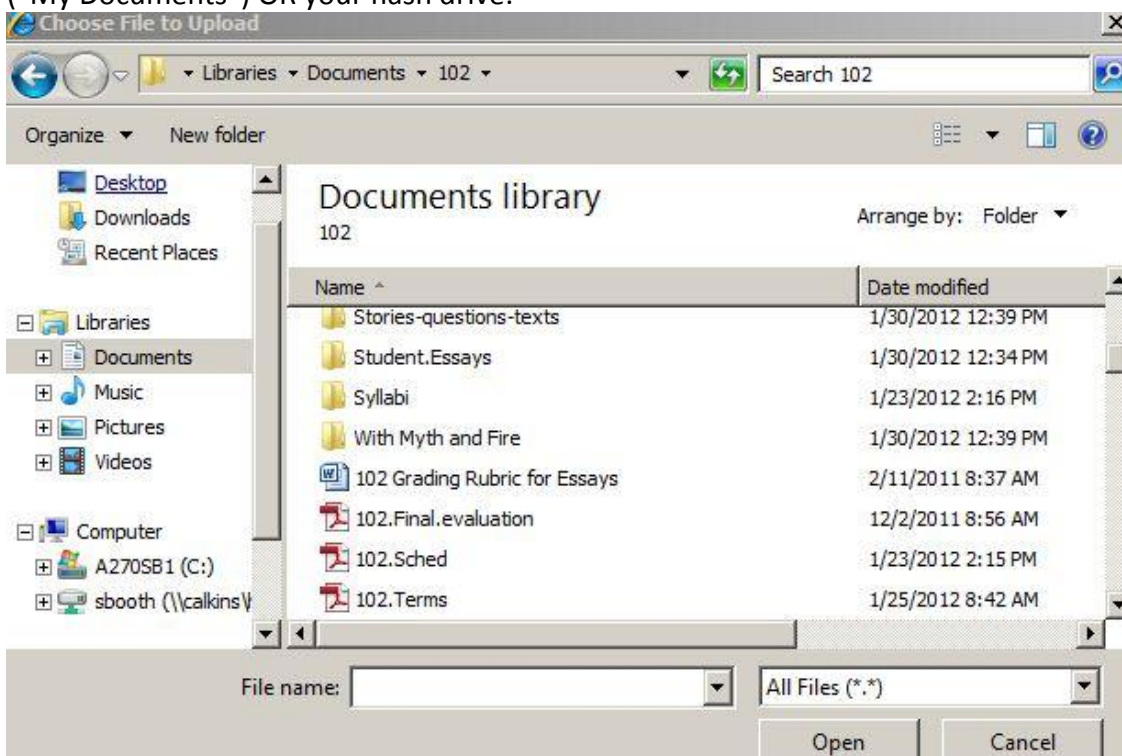 ("My Documents") OR your flash drive.
Choose File to Upload
Libraries Documents 102
Search 102
Organize New folder
Desktop
Downloads
Recent Places
Libraries
Documents
Music
Pictures
Videos
Computer
A270SB1 (C:)
sbooth (\\calkins\
Documents library
102
Arrange by: Folder
Name Date modified
Stories-questions-texts 1/30/2012 12:39 PM
Student.Essays 1/30/2012 12:34 PM
Syllabi 1/23/2012 2:16 PM
With Myth and Fire 1/30/2012 12:39 PM
102 Grading Rubric for Essays 2/11/2011 8:37 AM
102.Final.evaluation 12/2/2011 8:56 AM
102.Sched 1/23/2012 2:15 PM
102.Terms 1/25/2012 8:42 AM
File name:
All Files (*.*)
Open Cancel